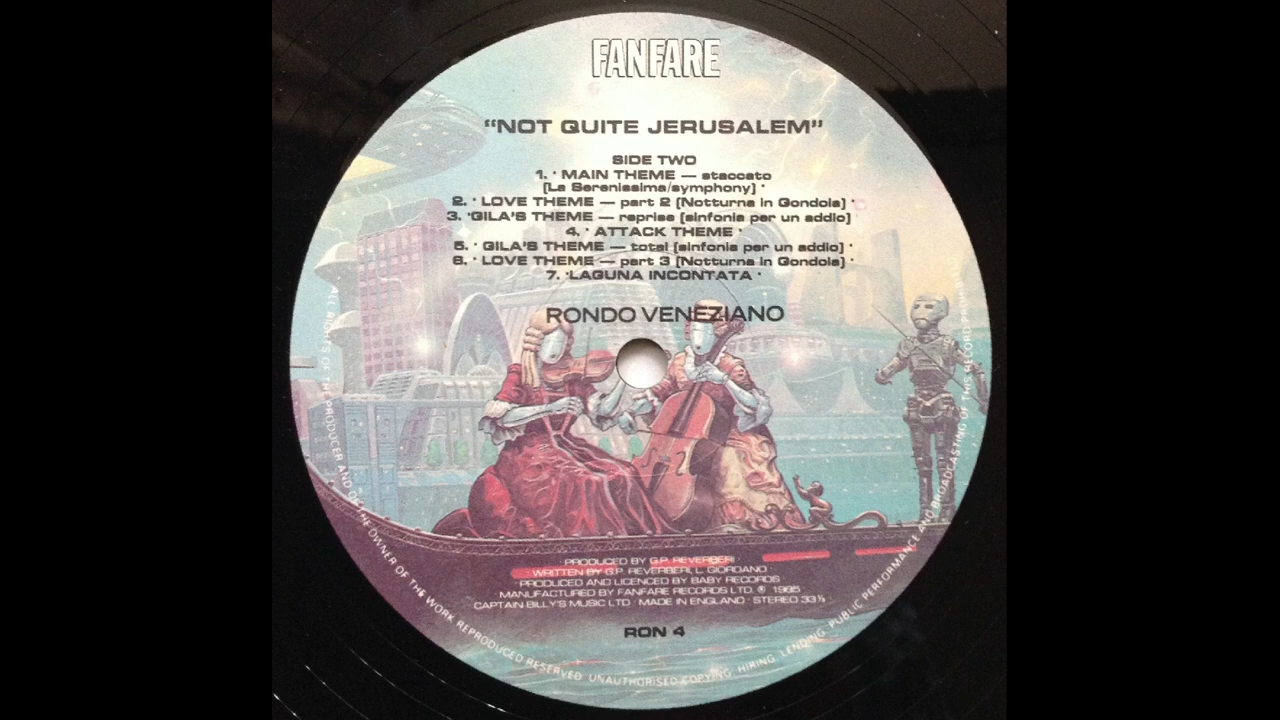 FANFARE
“NOT QUITE JERUSALEM”
SIDE TWO
1. · MAIN THEME — staccato
[La Serenissima/symphony] ·
2. · LOVE THEME — part 2 [Notturna in Gondola] ·
3. ·GILA'S THEME — reprise [sinfonia per un addio]
4. · ATTACK THEME ·
5. · GILA'S THEME — total [sinfonia per un addio] ·
6. · LOVE THEME — part 3 [Notturna in Gondola] ·
7. ·LAGUNA INCONTATA ·
RONDO VENEZIANO
PRODUCED BY G.P. REVERBERI
WRITTEN BY G.P. REVERBERI L. GIORDANO
PRODUCED AND LICENCED BY BABY RECORDS
MANUFACTURED BY FANFARE RECORDS LTD. ℗ 1985
CAPTAIN BILLY'S MUSIC LTD · MADE IN ENGLAND · STEREO 33⅓
RON 4
ALL RIGHTS OF THE PRODUCER AND OF THE OWNER OF THE WORK REPRODUCED RESERVED. UNAUTHORISED COPYING, HIRING, LENDING, PUBLIC PERFORMANCE AND BROADCASTING OF THIS RECORD